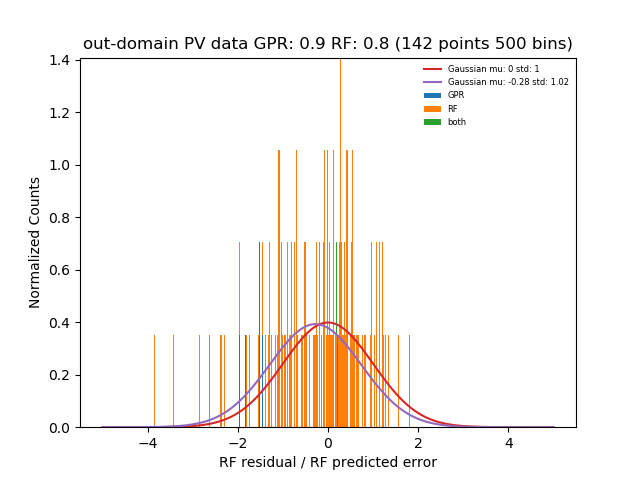 out-domain PV data GPR: 0.9 RF: 0.8 (142 points 500 bins)
Gaussian mu: 0 std: 1
Gaussian mu: -0.28 std: 1.02
GPR
RF
both
Normalized Counts
1.4
1.2
1.0
0.8
0.6
0.4
0.2
0.0
−4
−2
0
2
4
RF residual / RF predicted error